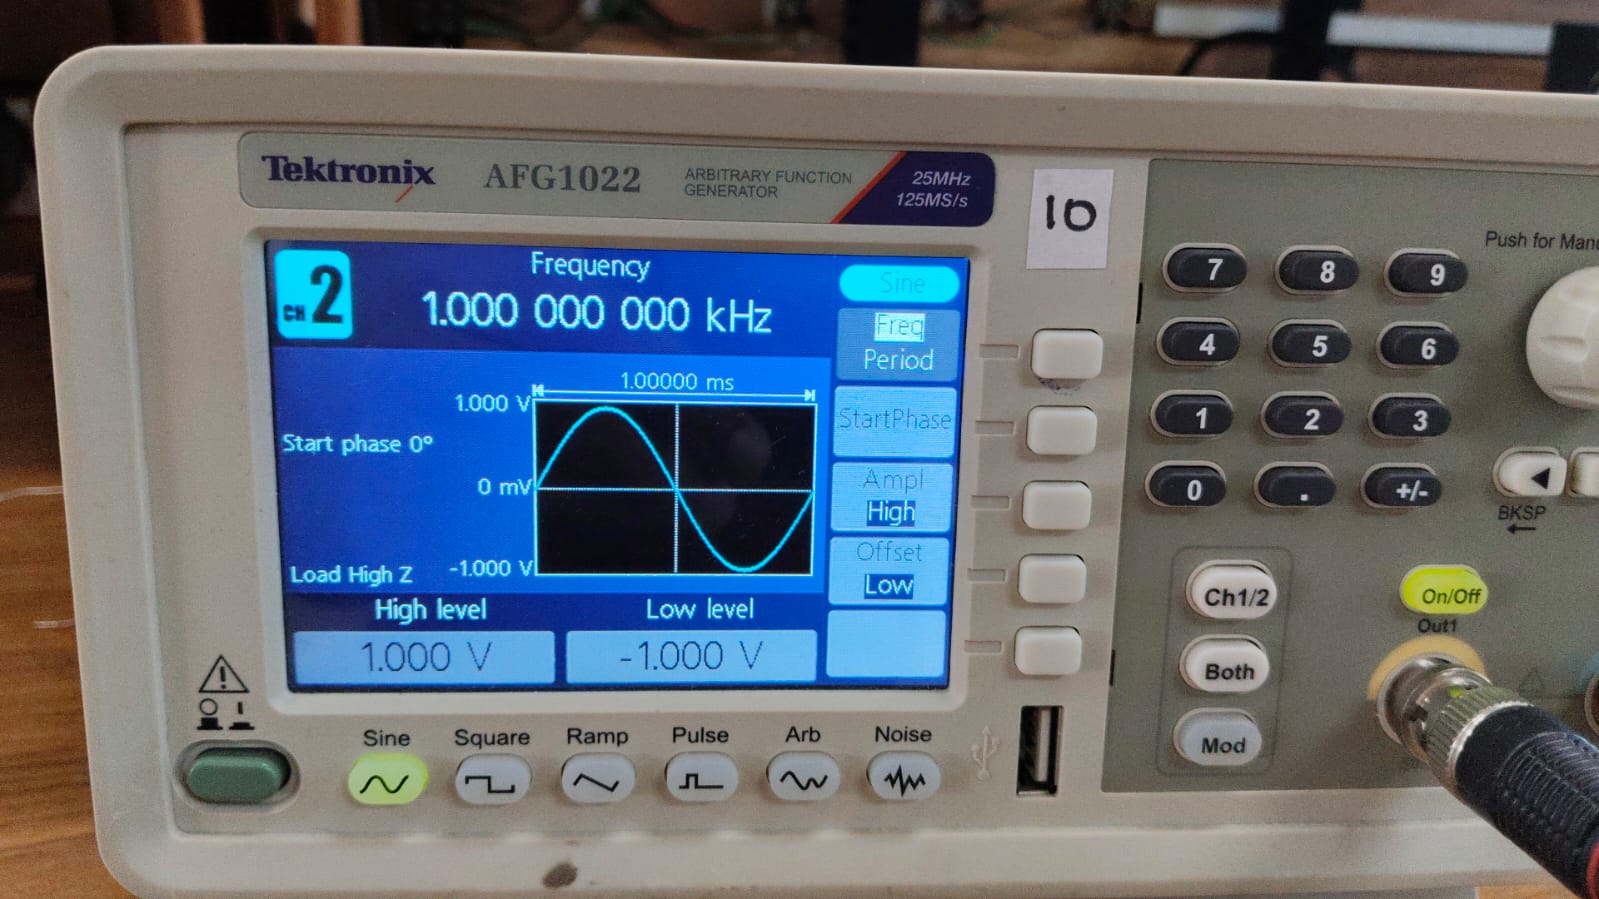 Tektronix AFG1022 ARBITRARY FUNCTION GENERATOR 25MHz 125MS/s
10
CH 2
Frequency
1.000 000 000 kHz
Sine
Freq
Period
StartPhase
Ampl
High
Offset
Low
1.00000 ms
1.000 V
Start phase 0°
0 mV
Load High Z
-1.000 V
High level
Low level
1.000 V
-1.000 V
Sine
Square
Ramp
Pulse
Arb
Noise
Push for
7 8 9
4 5 6
1 2 3
0 . +/-
BKSP
Ch1/2
Both
Mod
On/Off
Out1